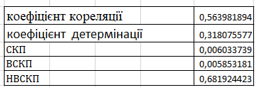 коефіцієнт кореляції 0,563981894
коефіцієнт детермінації 0,318075577
СКП 0,006033739
ВСКП 0,005853181
НВСКП 0,681924423